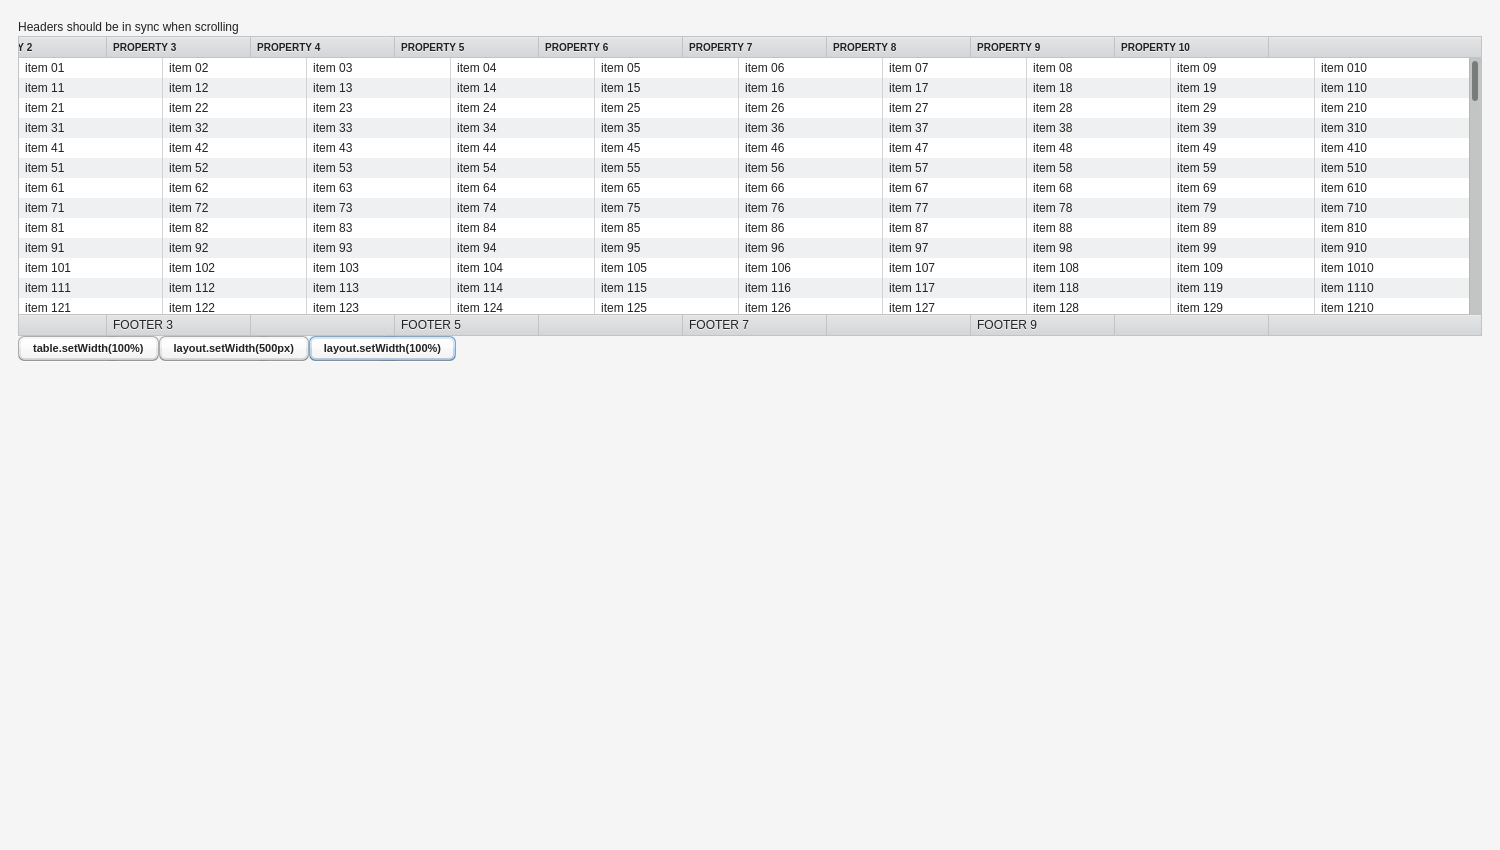 Headers should be in sync when scrolling
Y 2 PROPERTY 3 PROPERTY 4 PROPERTY 5 PROPERTY 6 PROPERTY 7 PROPERTY 8 PROPERTY 9 PROPERTY 10
item 01 item 02 item 03 item 04 item 05 item 06 item 07 item 08 item 09 item 010
item 11 item 12 item 13 item 14 item 15 item 16 item 17 item 18 item 19 item 110
item 21 item 22 item 23 item 24 item 25 item 26 item 27 item 28 item 29 item 210
item 31 item 32 item 33 item 34 item 35 item 36 item 37 item 38 item 39 item 310
item 41 item 42 item 43 item 44 item 45 item 46 item 47 item 48 item 49 item 410
item 51 item 52 item 53 item 54 item 55 item 56 item 57 item 58 item 59 item 510
item 61 item 62 item 63 item 64 item 65 item 66 item 67 item 68 item 69 item 610
item 71 item 72 item 73 item 74 item 75 item 76 item 77 item 78 item 79 item 710
item 81 item 82 item 83 item 84 item 85 item 86 item 87 item 88 item 89 item 810
item 91 item 92 item 93 item 94 item 95 item 96 item 97 item 98 item 99 item 910
item 101 item 102 item 103 item 104 item 105 item 106 item 107 item 108 item 109 item 1010
item 111 item 112 item 113 item 114 item 115 item 116 item 117 item 118 item 119 item 1110
item 121 item 122 item 123 item 124 item 125 item 126 item 127 item 128 item 129 item 1210
FOOTER 3 FOOTER 5 FOOTER 7 FOOTER 9
table.setWidth(100%) layout.setWidth(500px) layout.setWidth(100%)